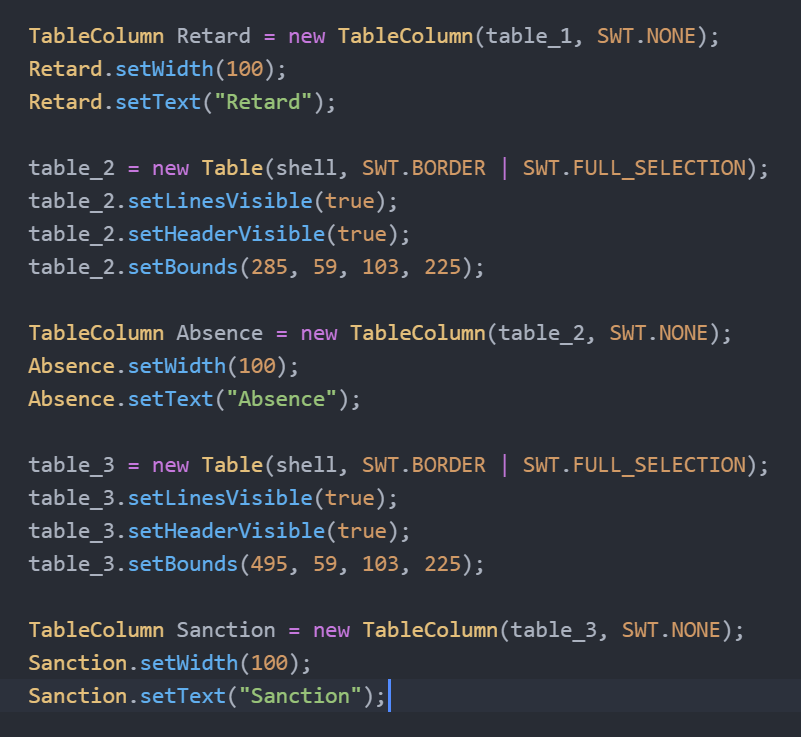 TableColumn Retard = new TableColumn(table_1, SWT.NONE);
Retard.setWidth(100);
Retard.setText("Retard");
table_2 = new Table(shell, SWT.BORDER | SWT.FULL_SELECTION);
table_2.setLinesVisible(true);
table_2.setHeaderVisible(true);
table_2.setBounds(285, 59, 103, 225);
TableColumn Absence = new TableColumn(table_2, SWT.NONE);
Absence.setWidth(100);
Absence.setText("Absence");
table_3 = new Table(shell, SWT.BORDER | SWT.FULL_SELECTION);
table_3.setLinesVisible(true);
table_3.setHeaderVisible(true);
table_3.setBounds(495, 59, 103, 225);
TableColumn Sanction = new TableColumn(table_3, SWT.NONE);
Sanction.setWidth(100);
Sanction.setText("Sanction");